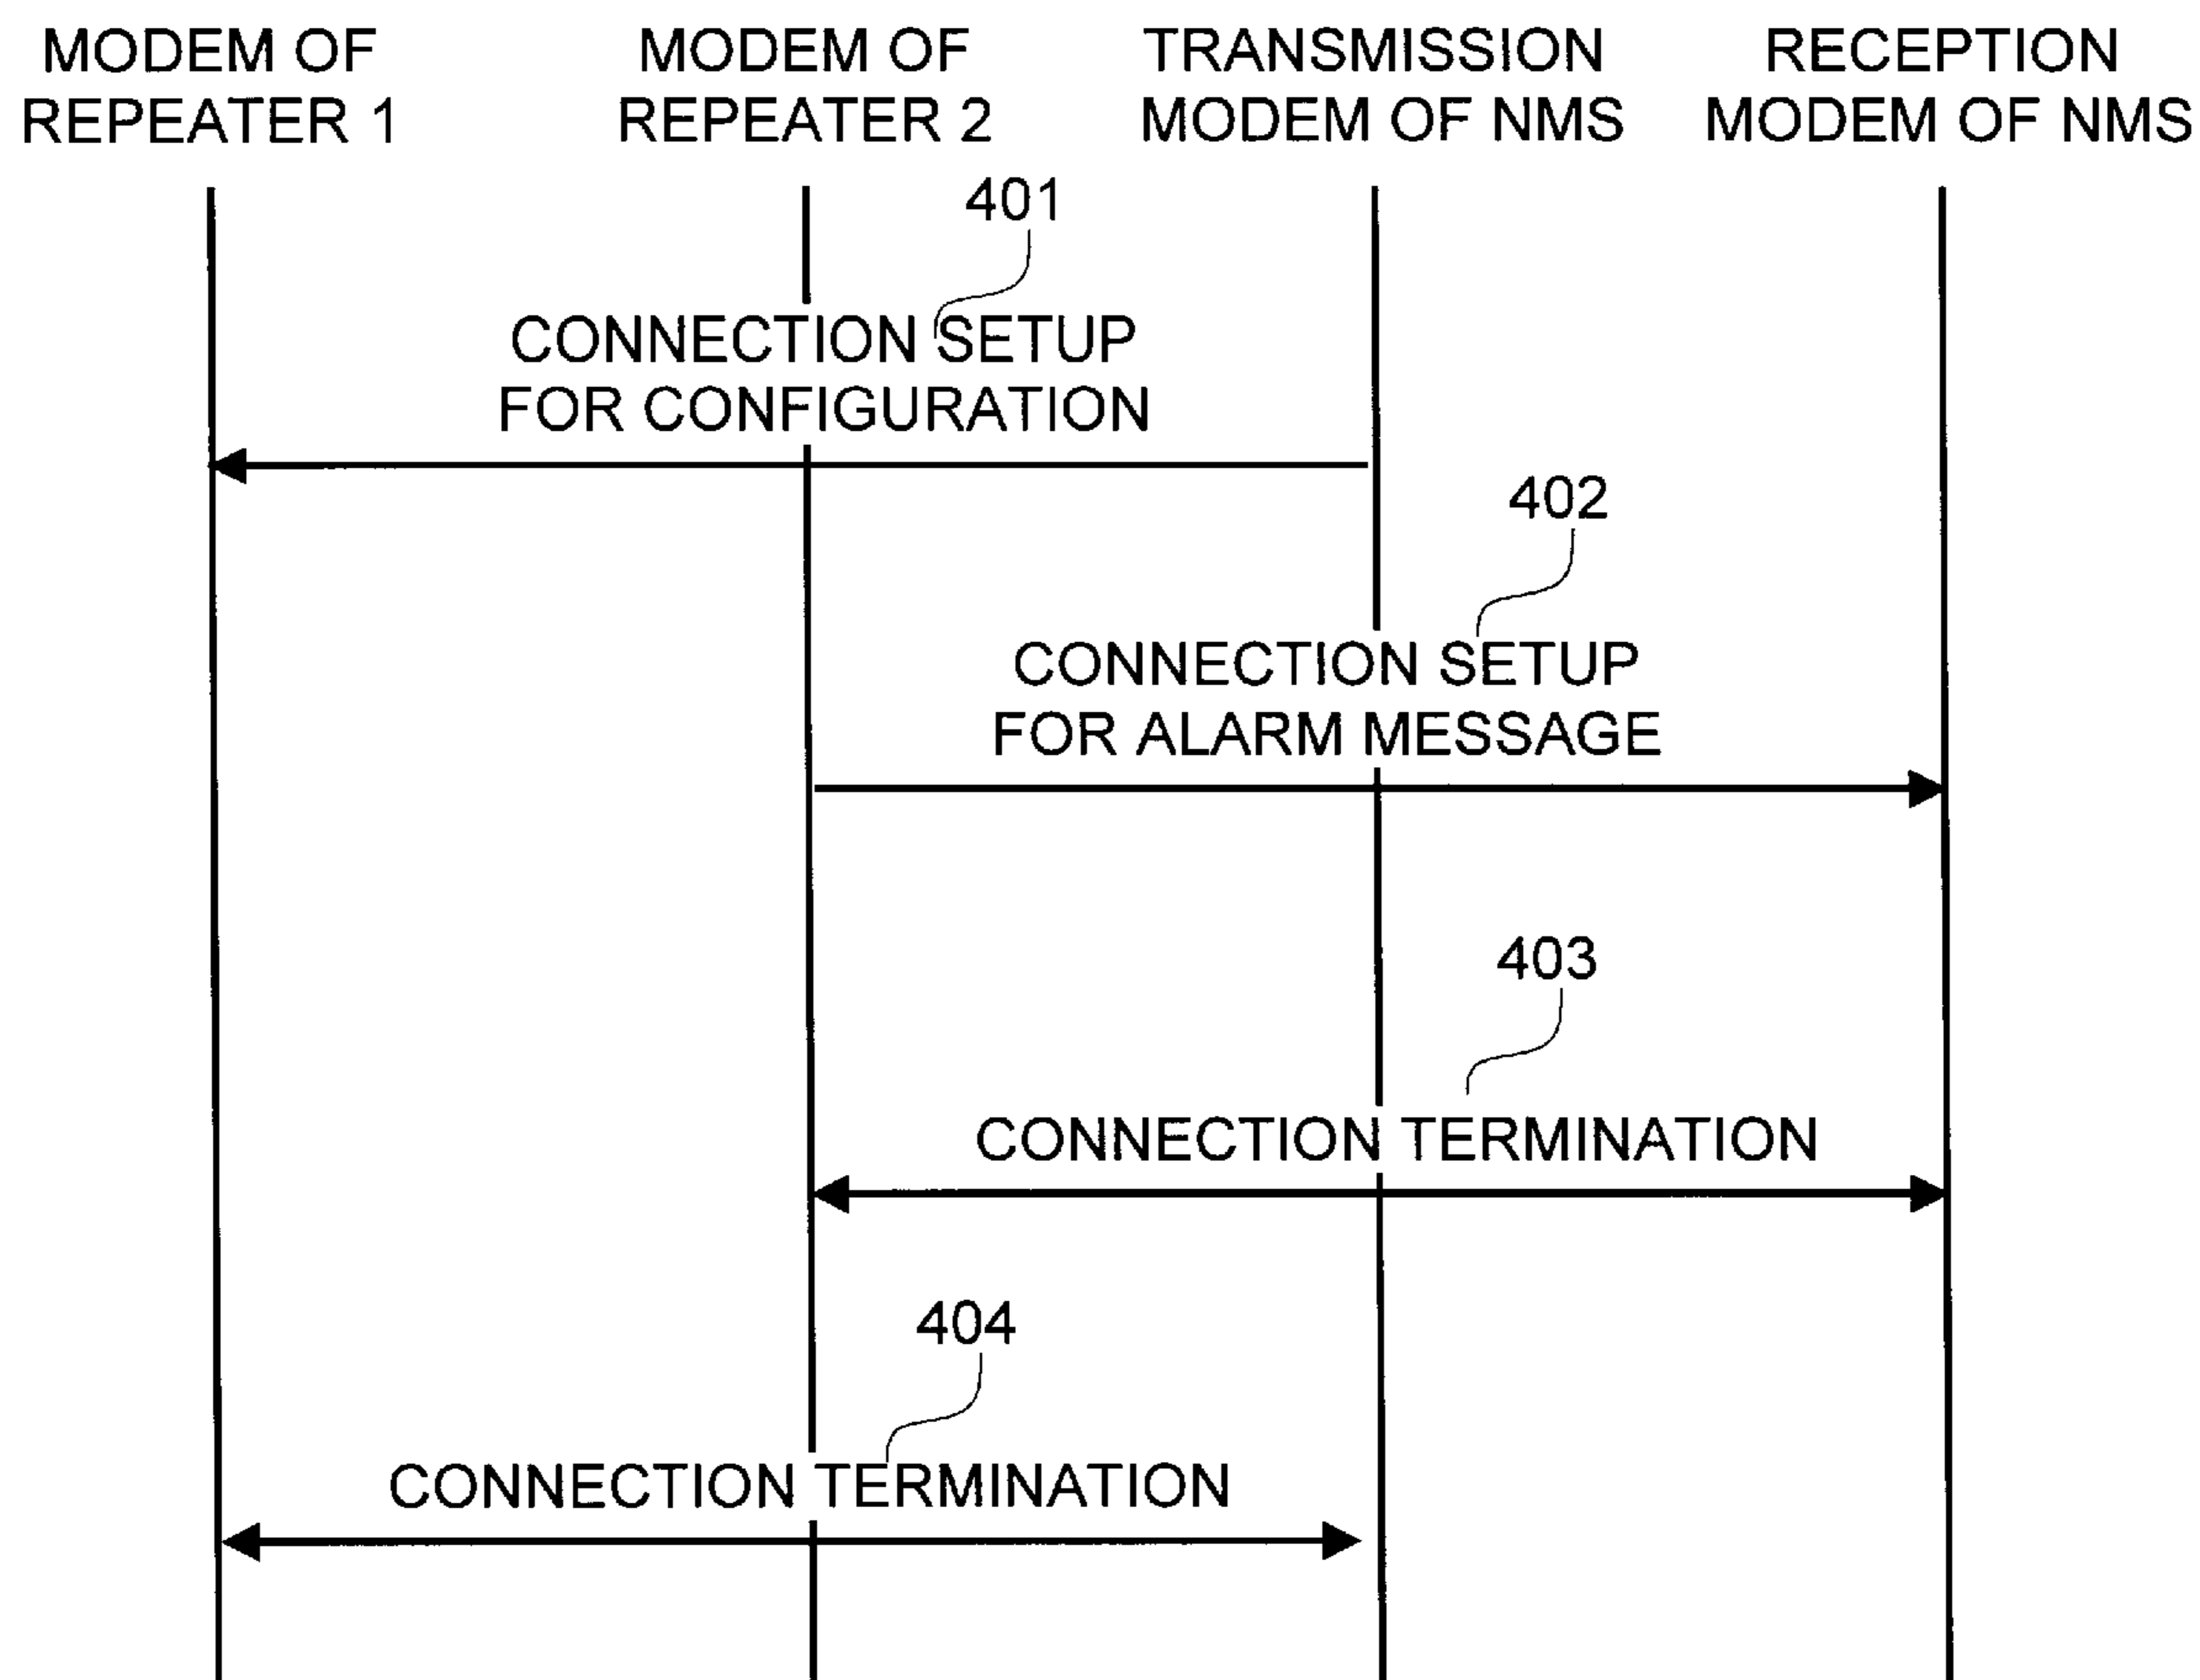 MODEM OF
REPEATER 1
MODEM OF
REPEATER 2
TRANSMISSION
MODEM OF NMS
RECEPTION
MODEM OF NMS
401
CONNECTION SETUP
FOR CONFIGURATION
402
CONNECTION SETUP
FOR ALARM MESSAGE
403
CONNECTION TERMINATION
404
CONNECTION TERMINATION